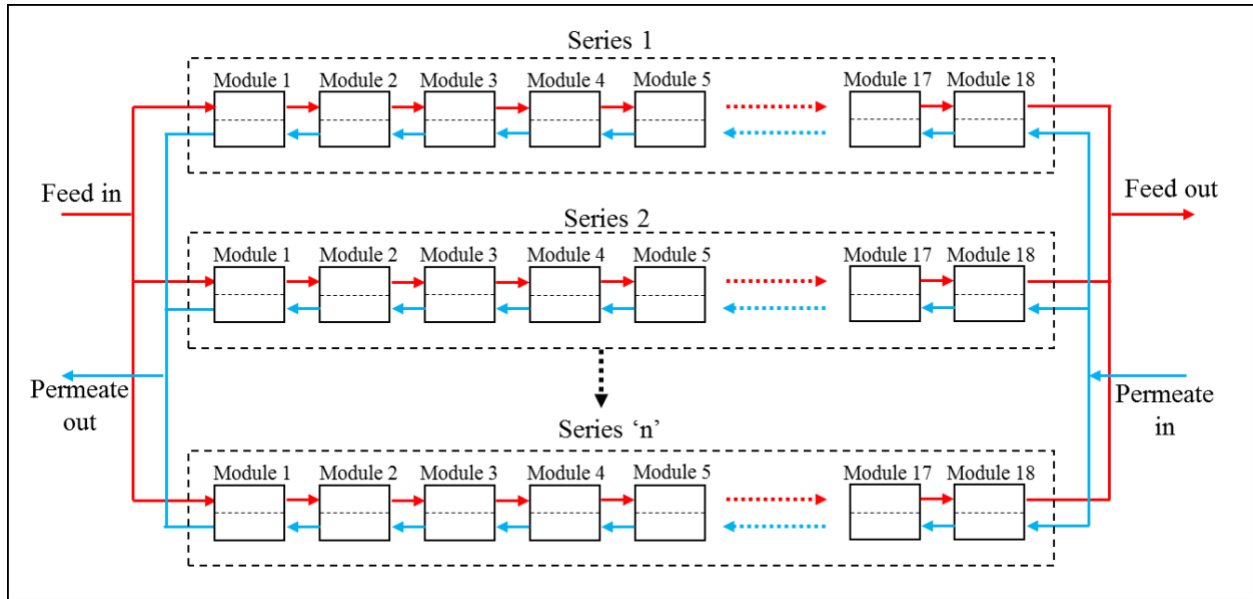 Series 1
Module 1 Module 2 Module 3 Module 4 Module 5 Module 17 Module 18
Feed in
Feed out
Series 2
Module 1 Module 2 Module 3 Module 4 Module 5 Module 17 Module 18
Permeate
out
Permeate
in
Series ‘n’
Module 1 Module 2 Module 3 Module 4 Module 5 Module 17 Module 18